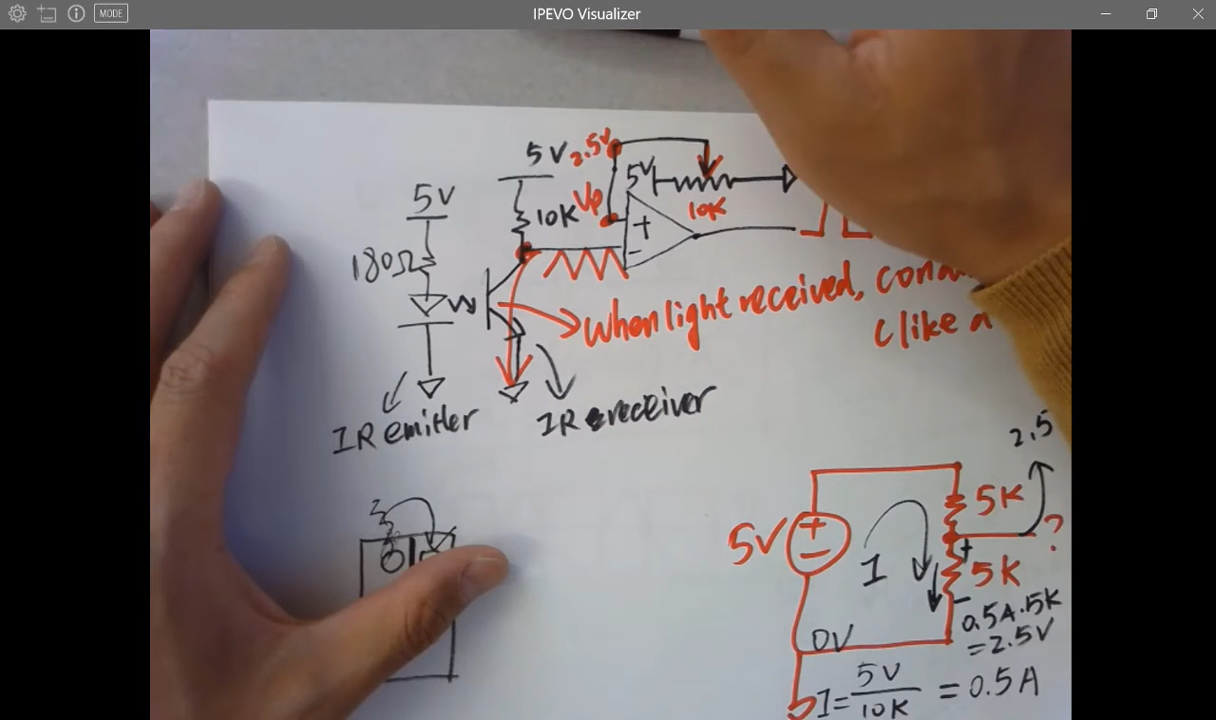 MODE
IPEVO Visualizer
5V
180Ω
IR emitter
5V
10K
2.5V
Vp
5V
10K
+
-
When light received, con
(like a
IR receiver
5V
+
-
I
0V
5K
2.5
?
+
5K
-
0.5A.5K
=2.5V
I=5V/10K =0.5A